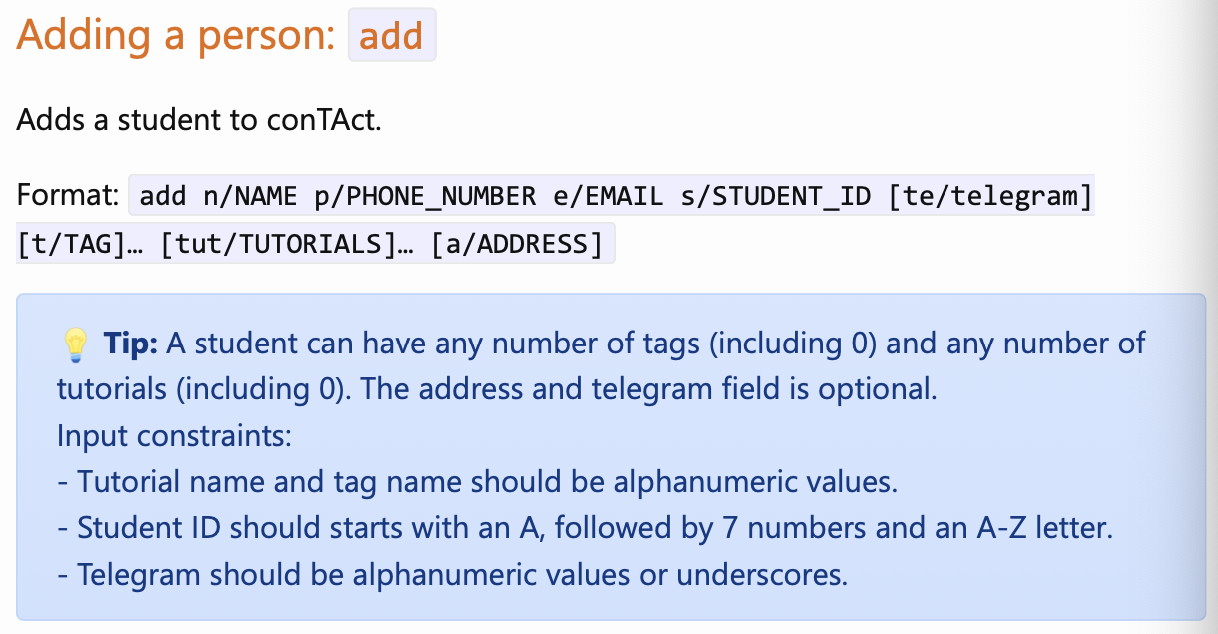 Adding a person: add
Adds a student to conTAct.
Format: add n/NAME p/PHONE_NUMBER e/EMAIL s/STUDENT_ID [te/telegram]
[t/TAG]… [tut/TUTORIALS]… [a/ADDRESS]
💡 Tip: A student can have any number of tags (including 0) and any number of
tutorials (including 0). The address and telegram field is optional.
Input constraints:
- Tutorial name and tag name should be alphanumeric values.
- Student ID should starts with an A, followed by 7 numbers and an A-Z letter.
- Telegram should be alphanumeric values or underscores.